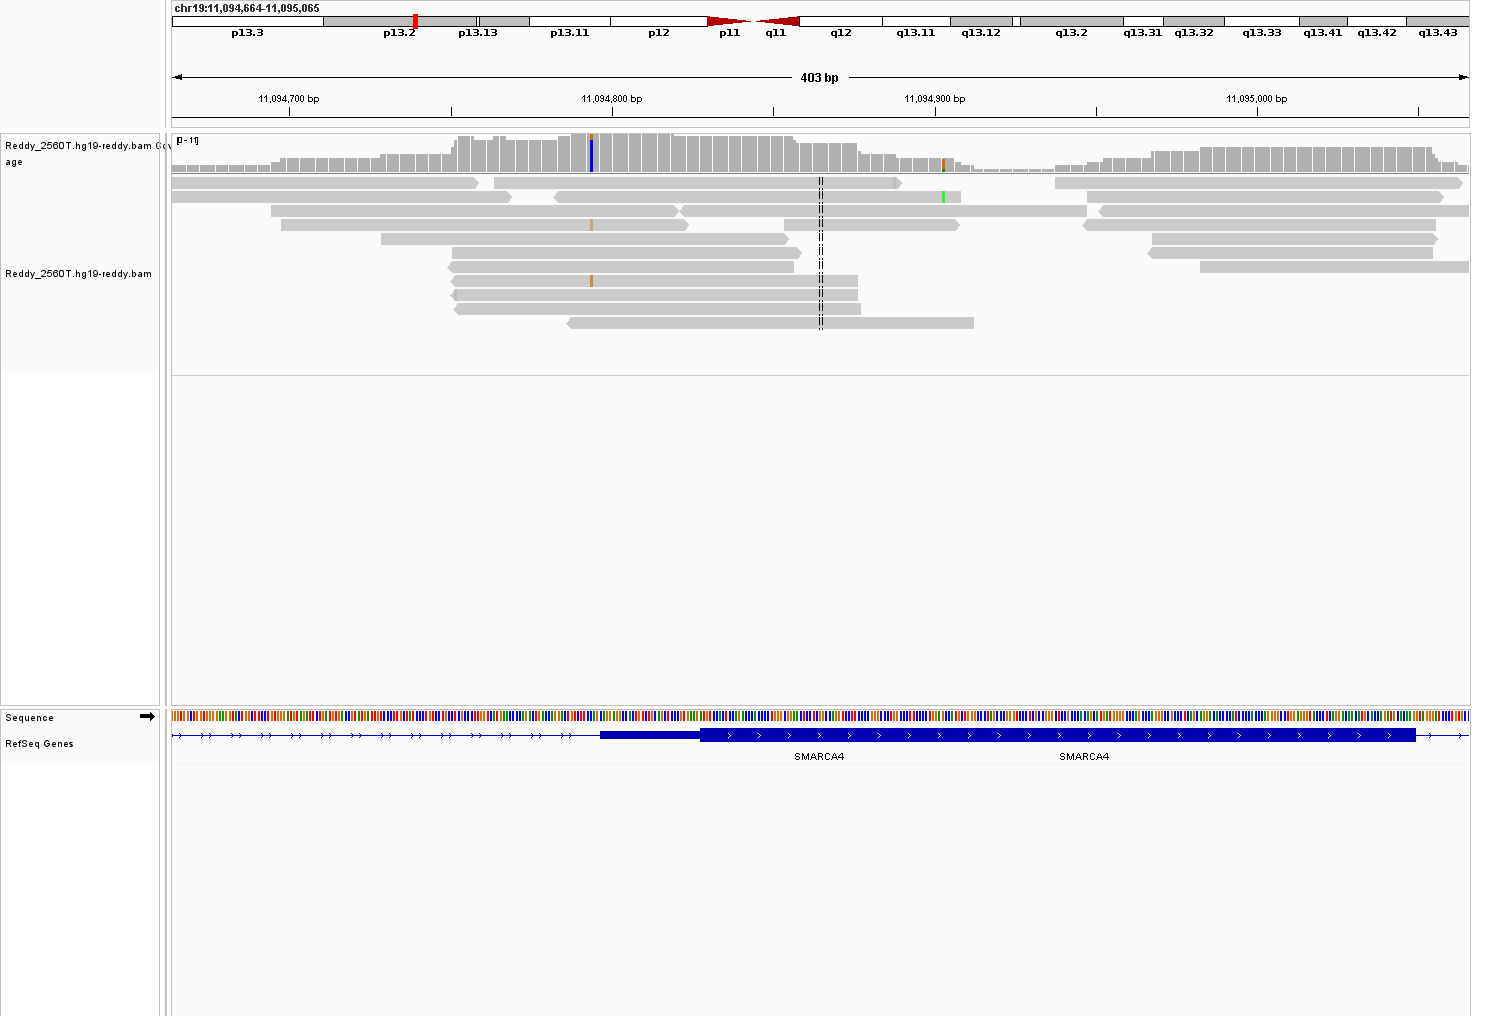 chr19:11,094,664-11,095,065
p13.3 p13.2 p13.13 p13.11 p12 p11 q11 q12 q13.11 q13.12 q13.2 q13.31 q13.32 q13.33 q13.41 q13.42 q13.43
403 bp
11,094,700 bp 11,094,800 bp 11,094,900 bp 11,095,000 bp
[0 - 11]
Reddy_2560T.hg19-reddy.bam Cov
age
Reddy_2560T.hg19-reddy.bam
Sequence
RefSeq Genes
SMARCA4 SMARCA4